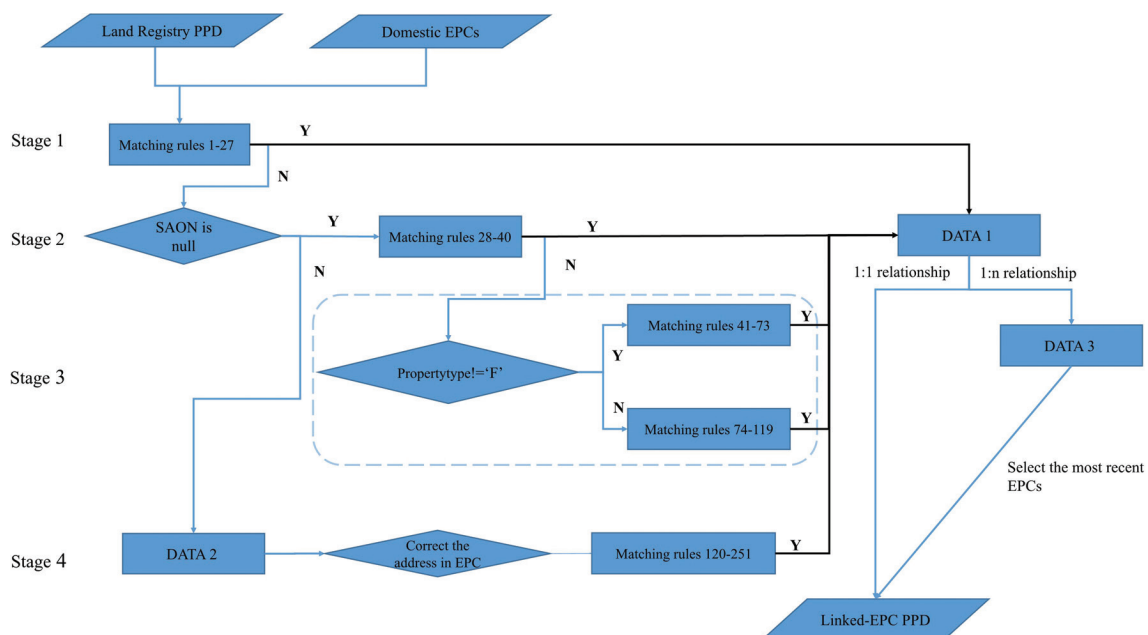 Land Registry PPD
Domestic EPCs
Stage 1
Matching rules 1-27
Y
N
Stage 2
SAON is
null
Y
N
Matching rules 28-40
Y
N
DATA 1
1:1 relationship
1:n relationship
Stage 3
Propertytype!=‘F’
Y
N
Matching rules 41-73
Y
Matching rules 74-119
Y
DATA 3
Select the most recent
EPCs
Stage 4
DATA 2
Correct the
address in EPC
Matching rules 120-251
Y
Linked-EPC PPD